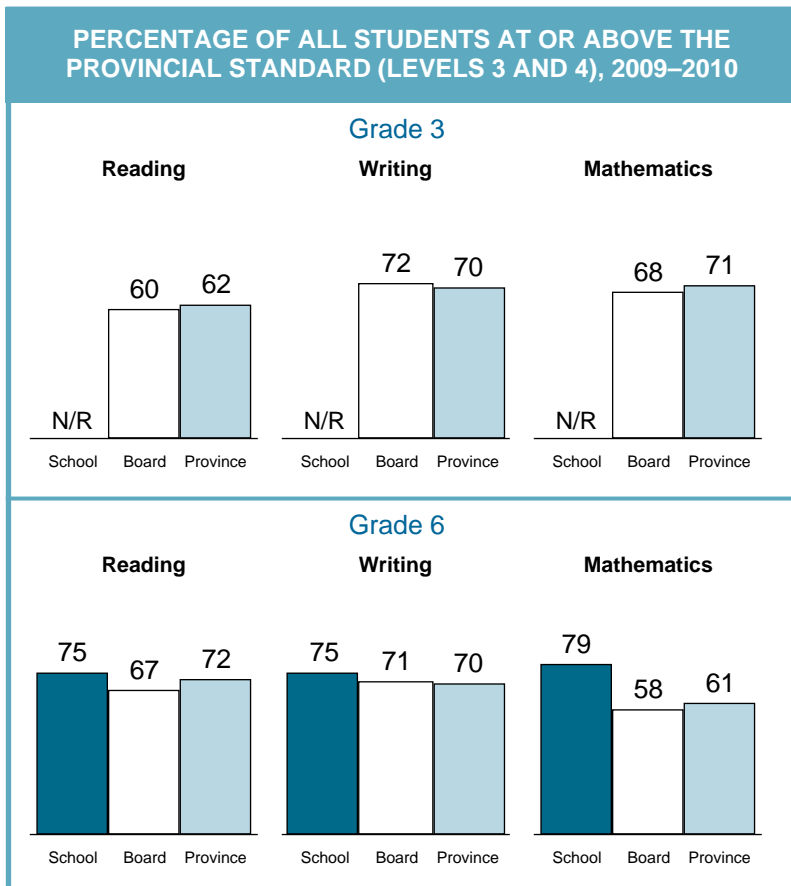 PERCENTAGE OF ALL STUDENTS AT OR ABOVE THE
PROVINCIAL STANDARD (LEVELS 3 AND 4), 2009–2010
Grade 3
Reading Writing Mathematics
60 62 72 70 68 71
N/R N/R N/R
School Board Province School Board Province School Board Province
Grade 6
Reading Writing Mathematics
75 67 72 75 71 70 79 58 61
School Board Province School Board Province School Board Province